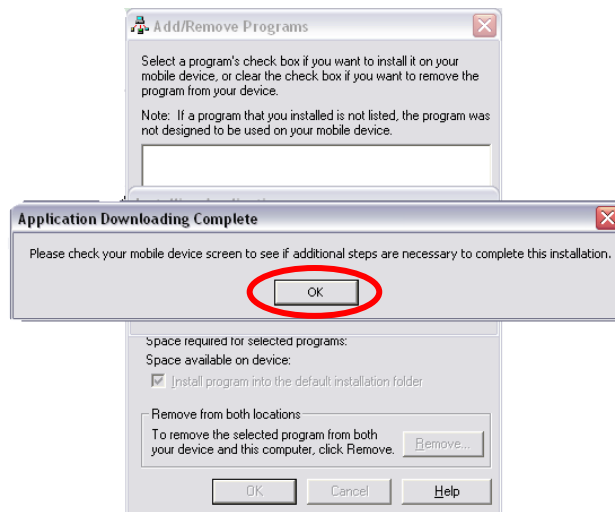 Add/Remove Programs
Select a program's check box if you want to install it on your
mobile device, or clear the check box if you want to remove the
program from your device.
Note: If a program that you installed is not listed, the program was
not designed to be used on your mobile device.
Application Downloading Complete
Please check your mobile device screen to see if additional steps are necessary to complete this installation.
OK
Space required for selected programs:
Space available on device:
Install program into the default installation folder
Remove from both locations
To remove the selected program from both
your device and this computer, click Remove.
Remove...
OK
Cancel
Help